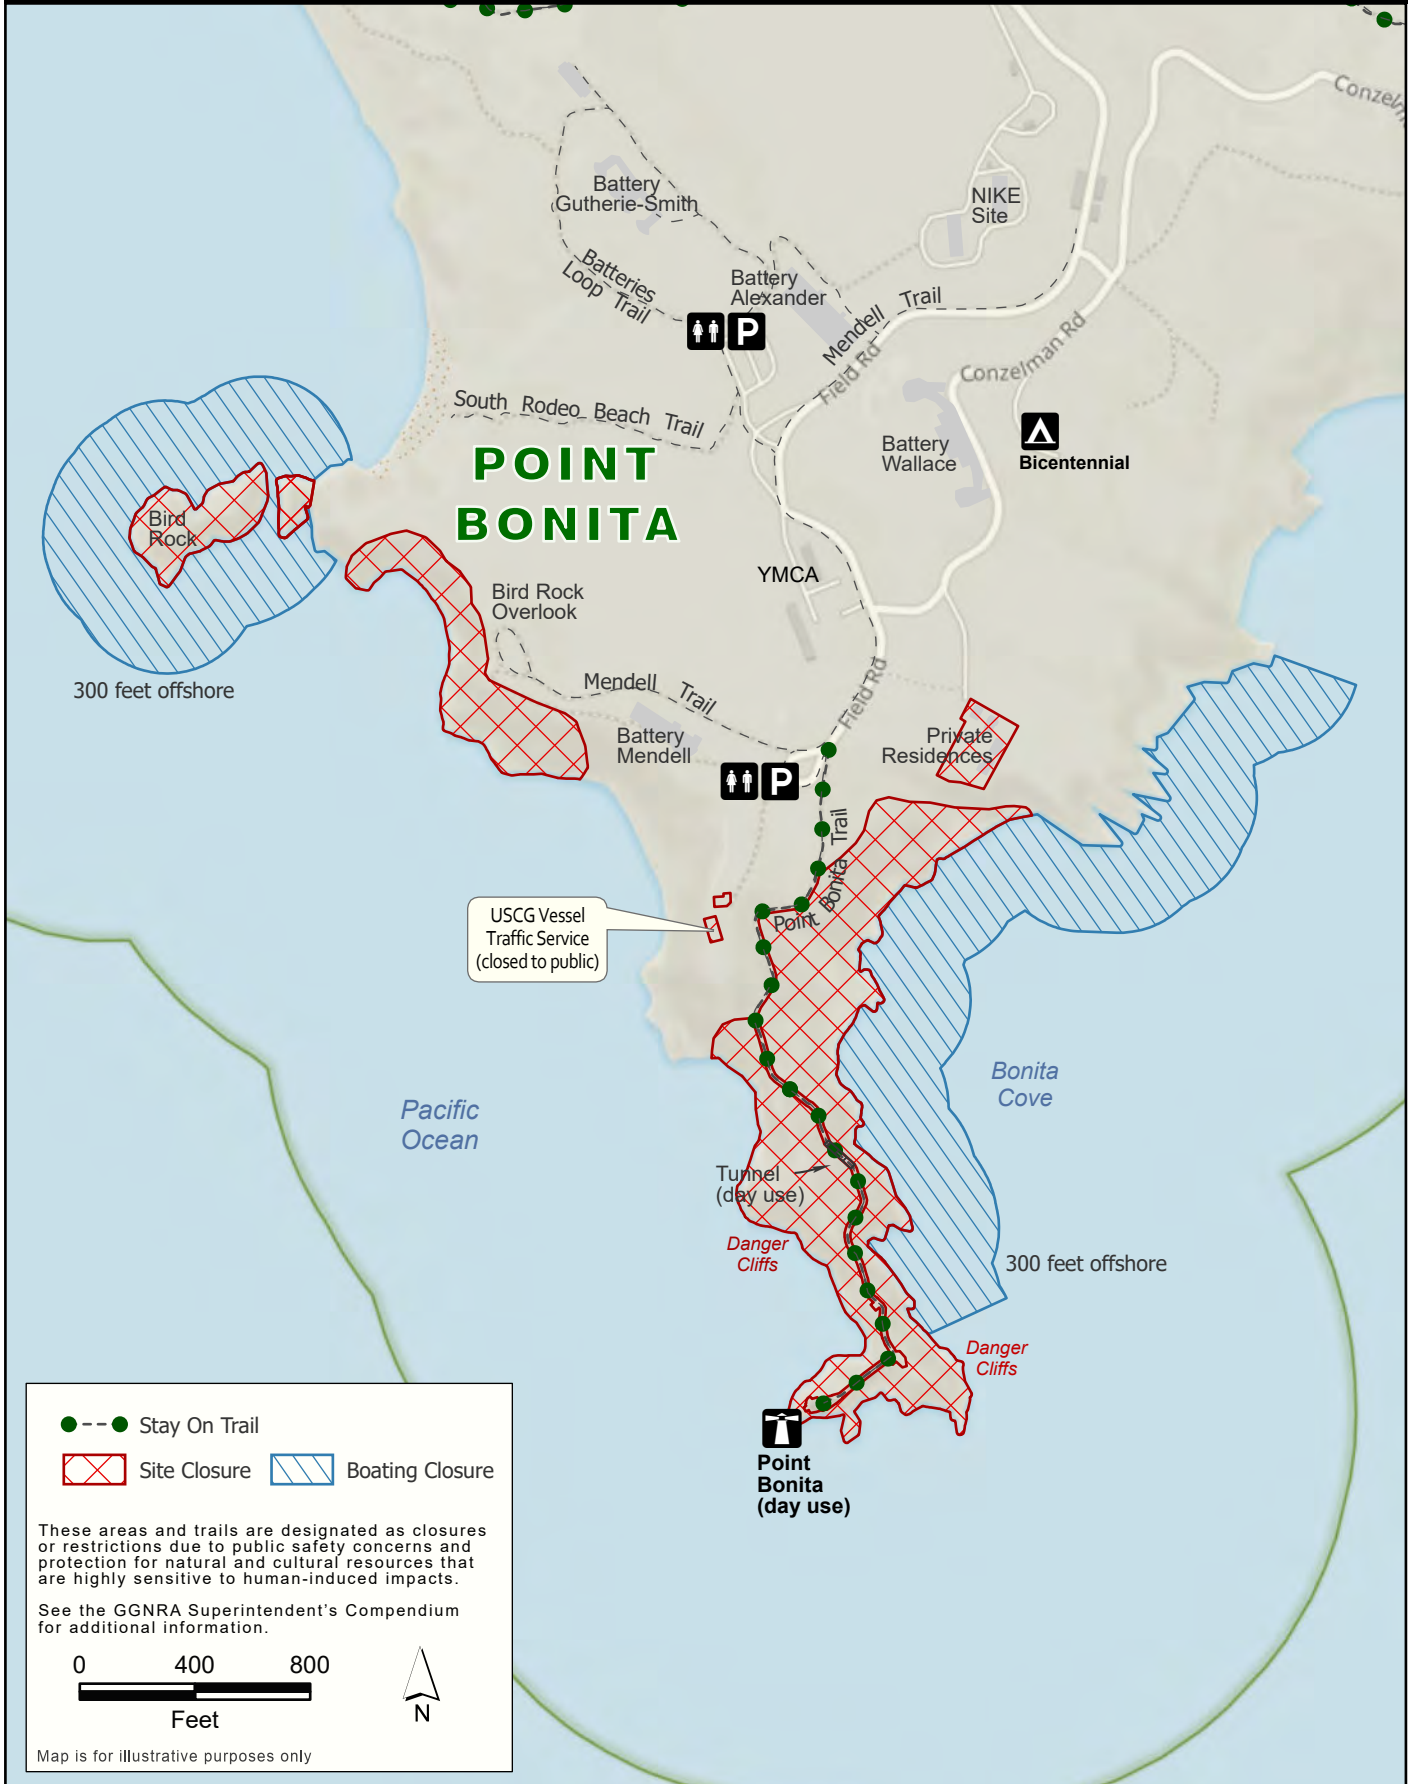 Conzelm
Battery
Gutherie-Smith
NIKE
Site
Batteries
Loop Trail
Battery
Alexander
Mendell Trail
Field Rd
P
Conzelman Rd
South Rodeo Beach Trail
Battery
Wallace
Bicentennial
POINT
BONITA
Bird
Rock
YMCA
Bird Rock
Overlook
300 feet offshore
Mendell Trail
Field Rd
Battery
Mendell
Private
Residences
P
Point Bonita Trail
USCG Vessel
Traffic Service
(closed to public)
Pacific
Ocean
Bonita
Cove
Tunnel
(day use)
Danger
Cliffs
300 feet offshore
Danger
Cliffs
Point
Bonita
(day use)
Stay On Trail
Site Closure
Boating Closure
These areas and trails are designated as closures
or restrictions due to public safety concerns and
protection for natural and cultural resources that
are highly sensitive to human-induced impacts.
See the GGNRA Superintendent's Compendium
for additional information.
0 400 800
Feet
N
Map is for illustrative purposes only